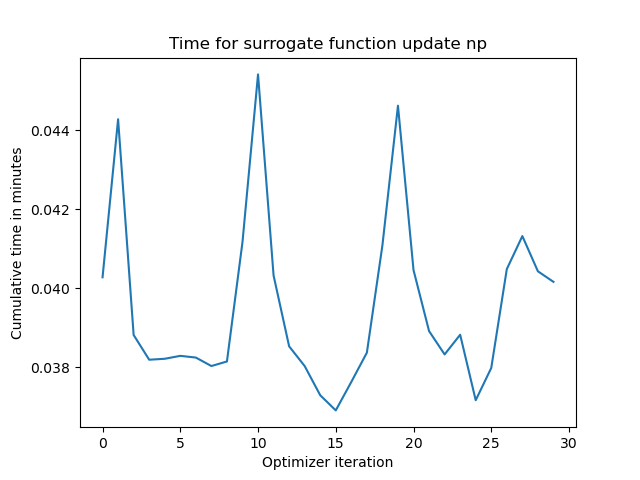 Time for surrogate function update np
Cumulative time in minutes
0.044
0.042
0.040
0.038
0 5 10 15 20 25 30
Optimizer iteration